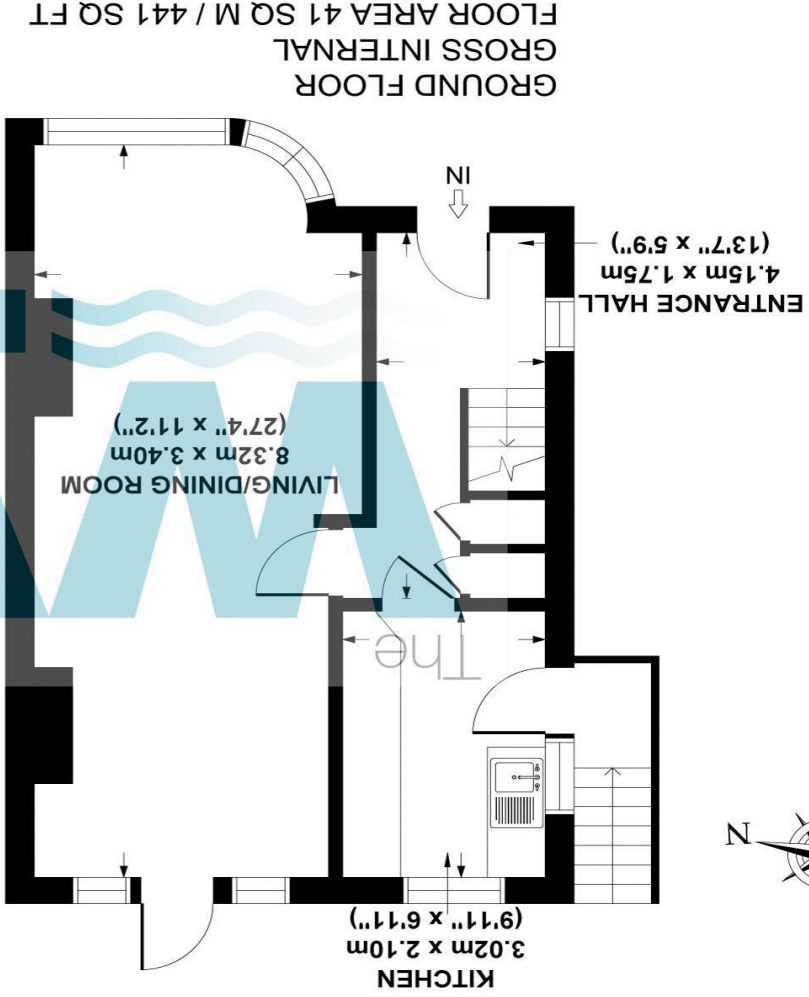 KITCHEN
3.02m x 2.10m
(9'11" x 6'11")
N
The
LIVING/DINING ROOM
8.32m x 3.40m
(27'4" x 11'2")
ENTRANCE HALL
4.15m x 1.75m
(13'7" x 5'9")
IN
GROUND FLOOR
GROSS INTERNAL
FLOOR AREA 41 SQ M / 441 SQ FT